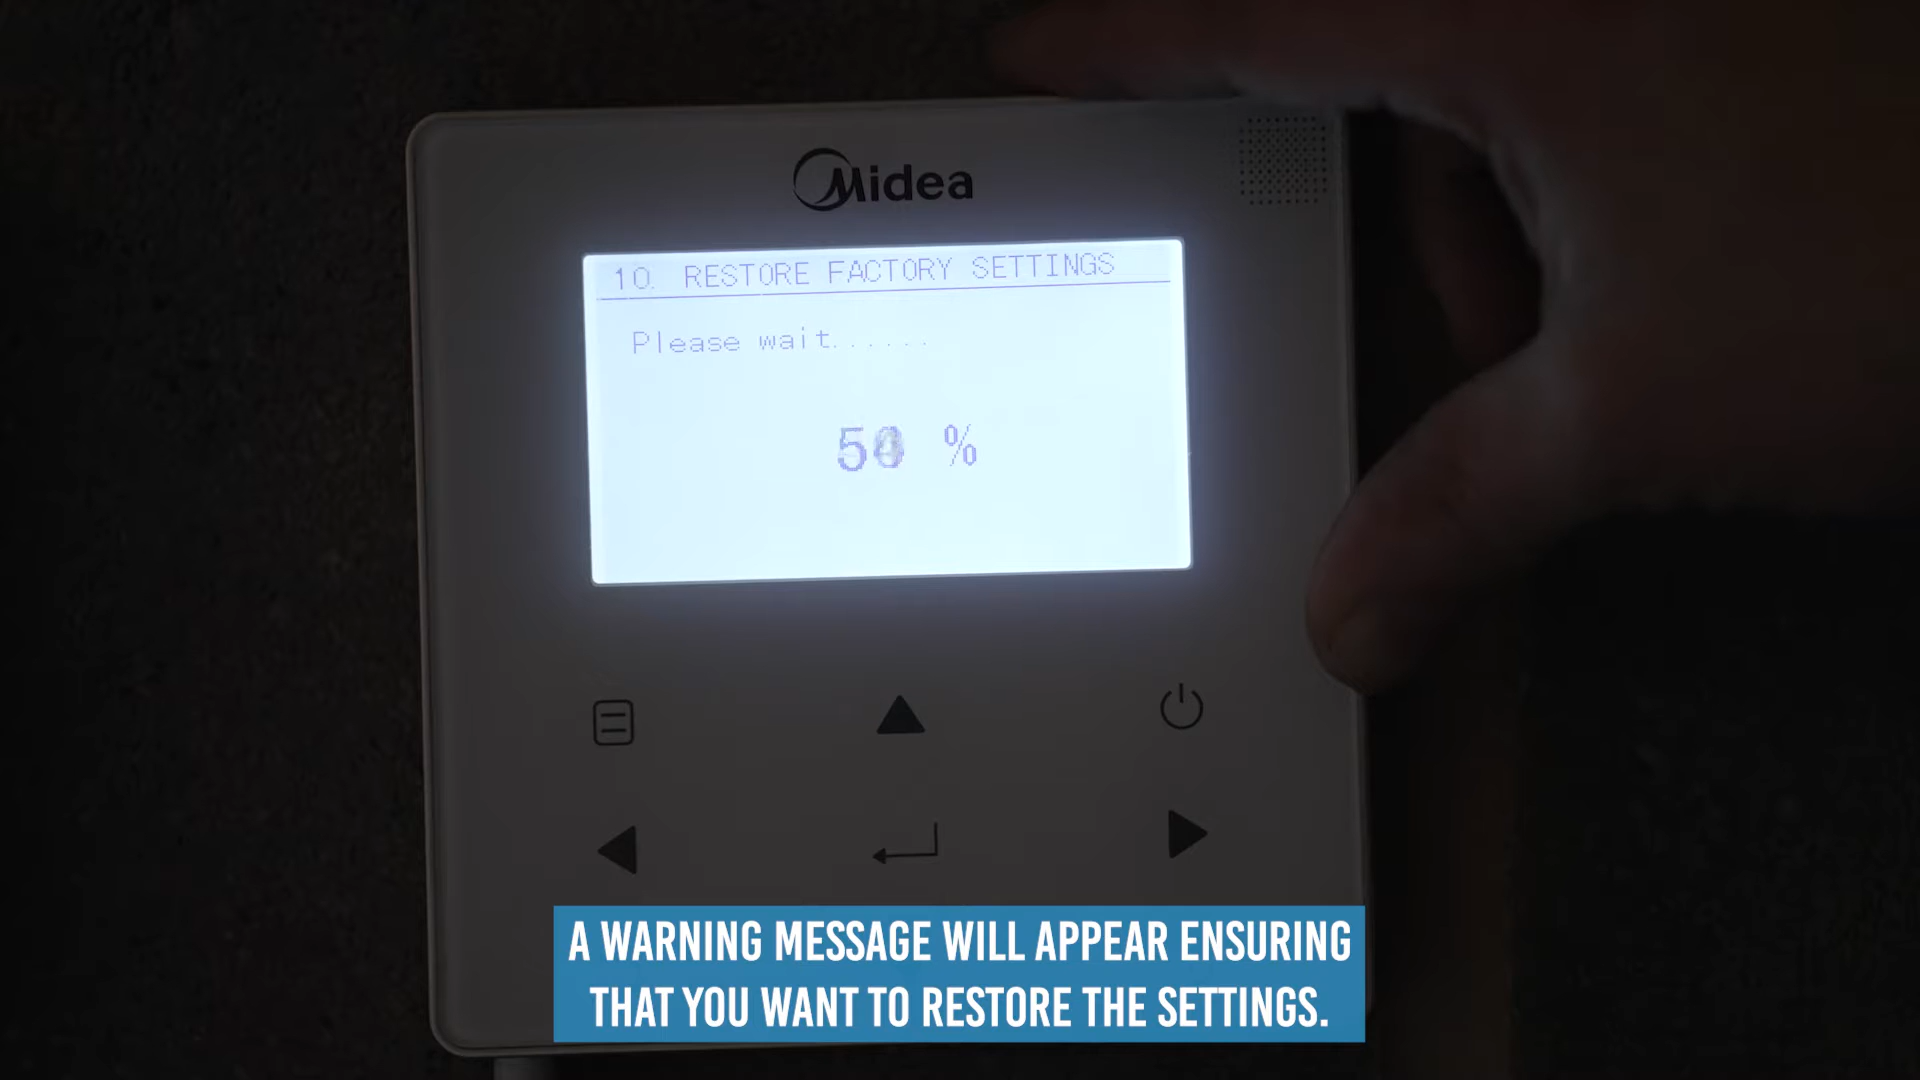 Midea
10. RESTORE FACTORY SETTINGS
Please wait......
%
A WARNING MESSAGE WILL APPEAR ENSURING
THAT YOU WANT TO RESTORE THE SETTINGS.